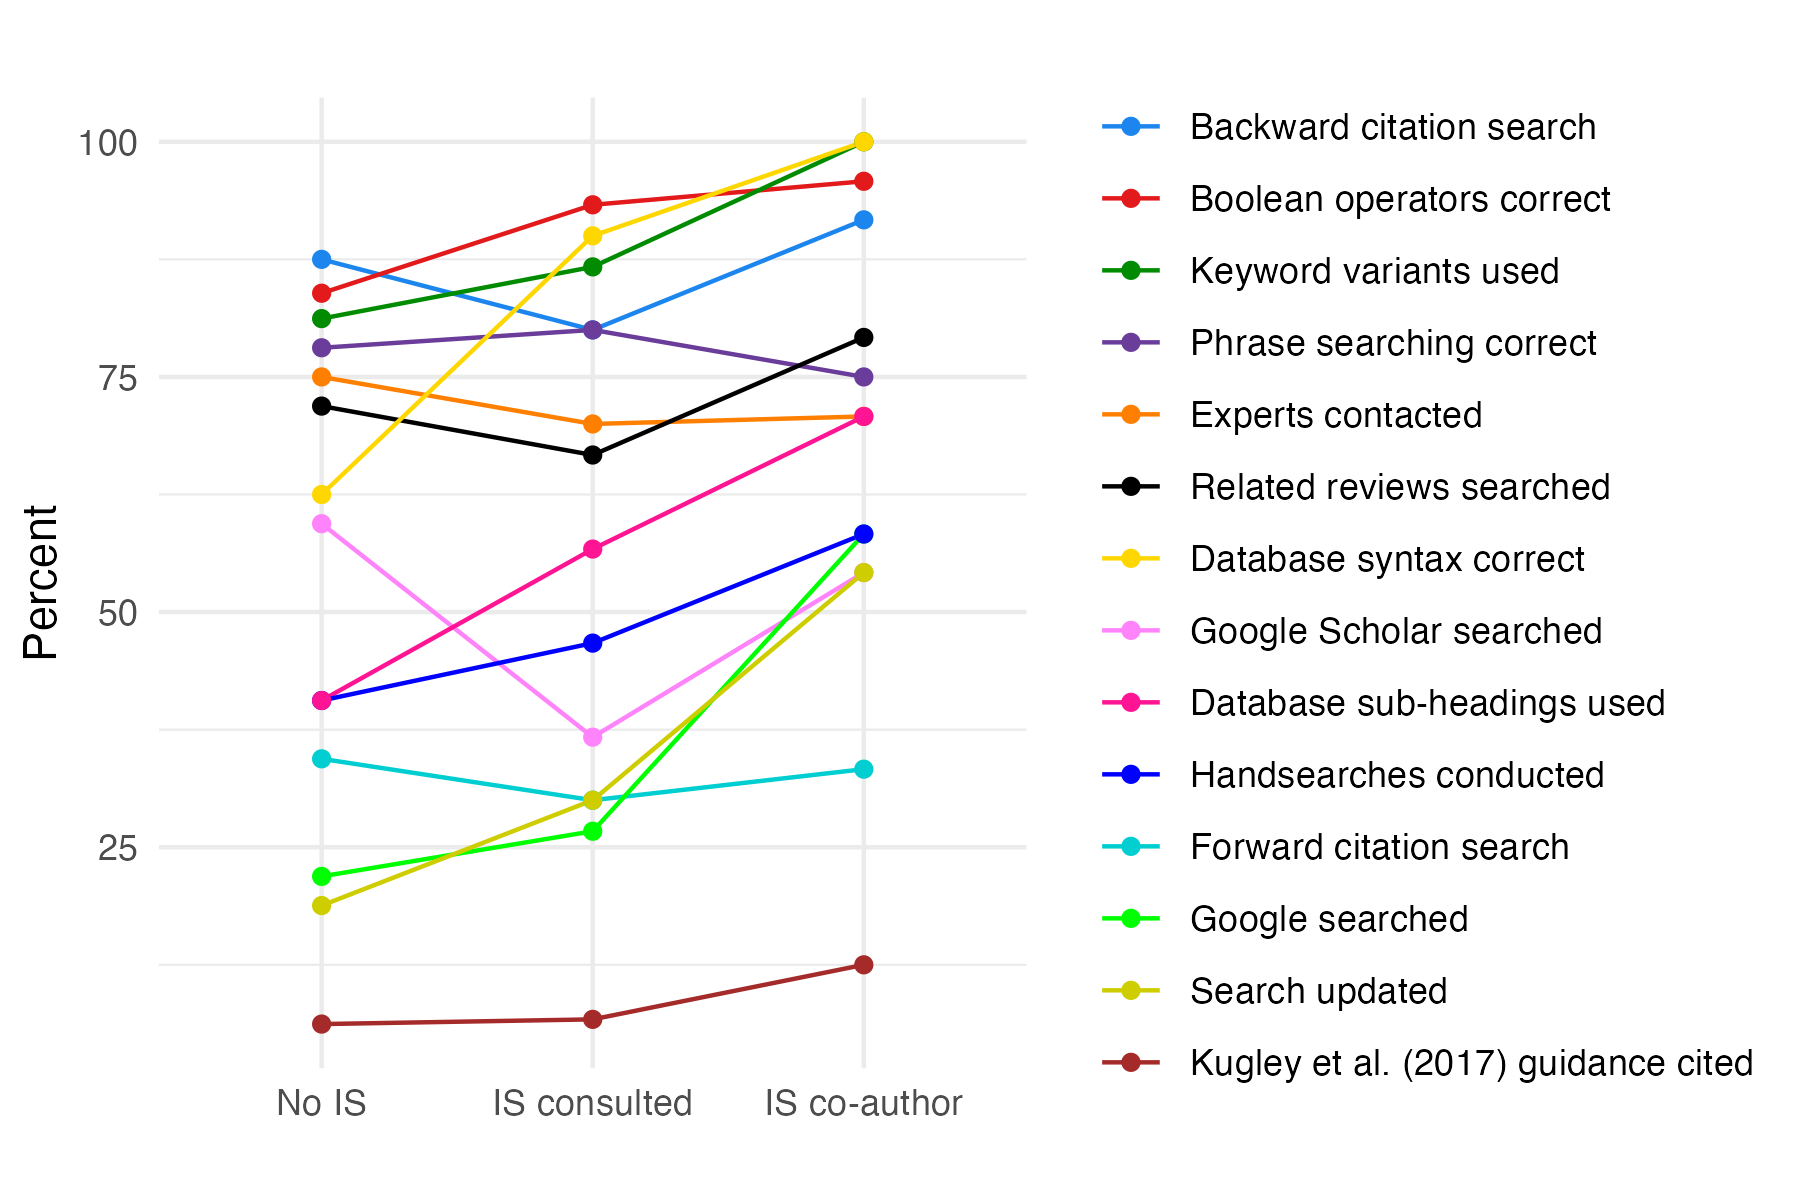 Percent
100
75
50
25
No IS
IS consulted
IS co-author
Backward citation search
Boolean operators correct
Keyword variants used
Phrase searching correct
Experts contacted
Related reviews searched
Database syntax correct
Google Scholar searched
Database sub-headings used
Handsearches conducted
Forward citation search
Google searched
Search updated
Kugley et al. (2017) guidance cited